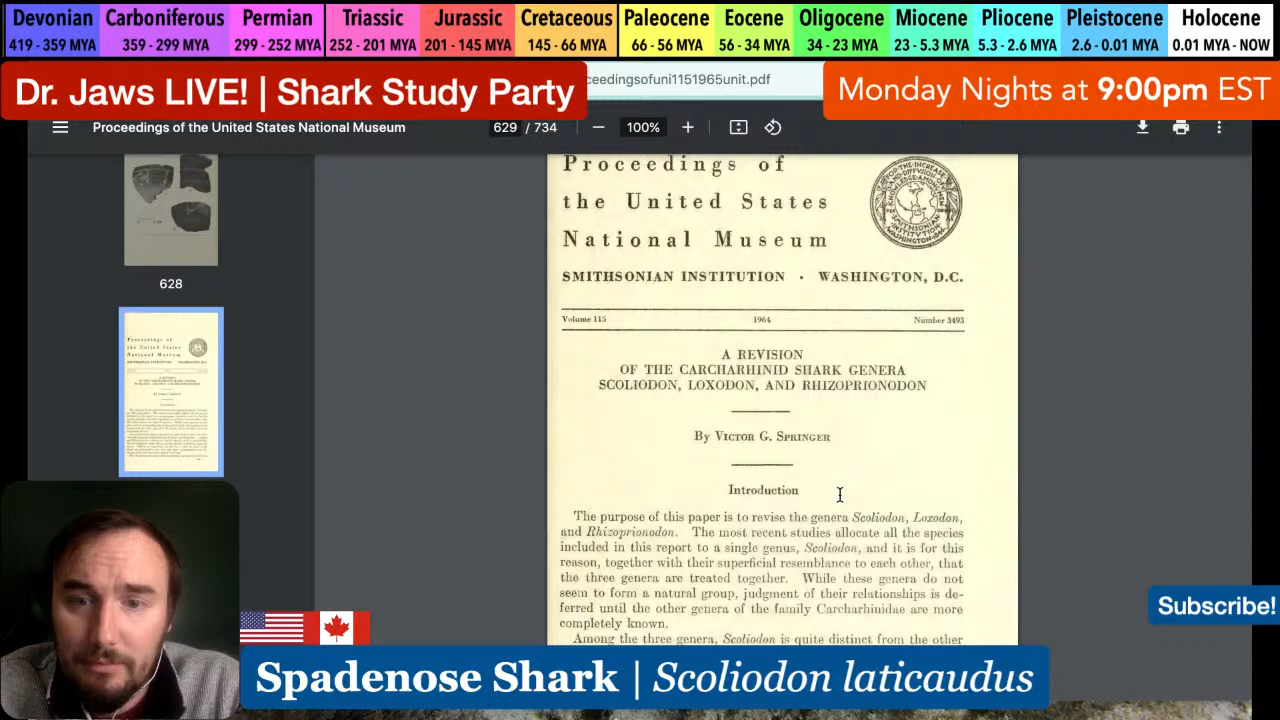 Devonian Carboniferous Permian Triassic Jurassic Cretaceous Paleocene Eocene Oligocene Miocene Pliocene Pleistocene Holocene
419 - 359 MYA 359 - 299 MYA 299 - 252 MYA 252 - 201 MYA 201 - 145 MYA 145 - 66 MYA 66 - 56 MYA 56 - 34 MYA 34 - 23 MYA 23 - 5.3 MYA 5.3 - 2.6 MYA 2.6 - 0.01 MYA 0.01 MYA - NOW
Dr. Jaws LIVE! | Shark Study Party
ceedingsofuni1151965unit.pdf
Monday Nights at 9:00pm EST
Proceedings of the United States National Museum
629 / 734
100%
628
Proceedings of
the United States
National Museum
SMITHSONIAN INSTITUTION · WASHINGTON, D.C.
Volume 115 1964 Number 3493
A REVISION
OF THE CARCHARHINID SHARK GENERA
SCOLIODON, LOXODON, AND RHIZOPRIONODON
By Victor G. Springer
Introduction
The purpose of this paper is to revise the genera Scoliodon, Loxodon,
and Rhizoprionodon. The most recent studies allocate all the species
included in this report to a single genus, Scoliodon, and it is for this
reason, together with their superficial resemblance to each other, that
the three genera are treated together. While these genera do not
seem to form a natural group, judgment of their relationships is de-
ferred until the other genera of the family Carcharhinidae are more
completely known.
Among the three genera, Scoliodon is quite distinct from the other
Subscribe!
Spadenose Shark | Scoliodon laticaudus